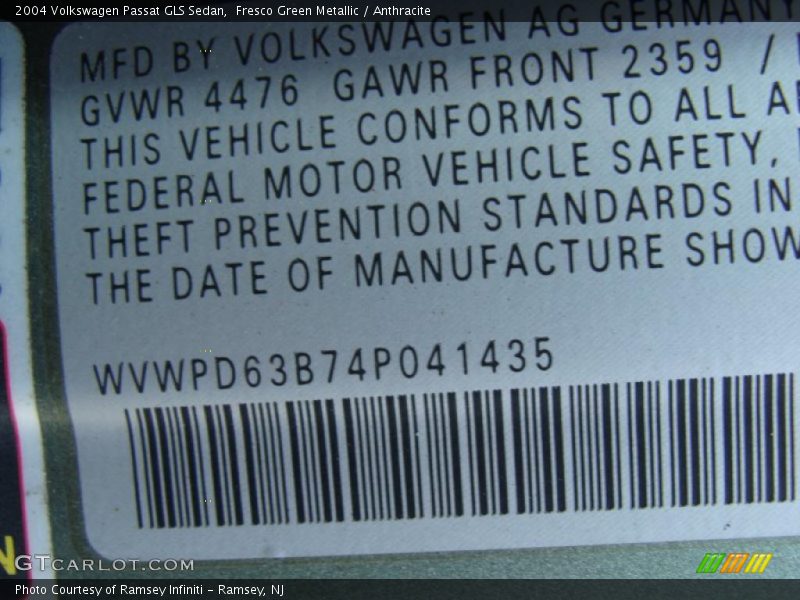 2004 Volkswagen Passat GLS Sedan,  Fresco Green Metallic / Anthracite
MFD BY VOLKSWAGEN AG GERMANY
GVWR 4476 GAWR FRONT 2359 /
THIS VEHICLE CONFORMS TO ALL
FEDERAL MOTOR VEHICLE SAFETY,
THEFT PREVENTION STANDARDS IN
THE DATE OF MANUFACTURE SHOW
WVWPD63B74P041435
N
GTCARLOT.COM
Photo Courtesy of Ramsey Infiniti - Ramsey, NJ